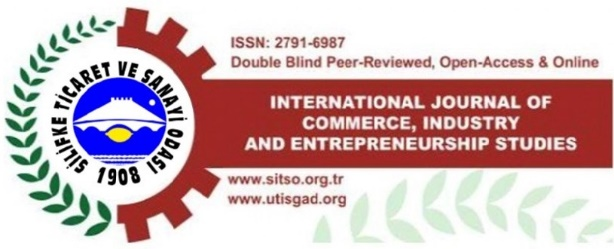 SİLİFKE TİCARET VE SANAYİ ODASI
1908
ISSN: 2791-6987
Double Blind Peer-Reviewed, Open-Access & Online
INTERNATIONAL JOURNAL OF
COMMERCE, INDUSTRY
AND ENTREPRENEURSHIP STUDIES
www.sitso.org.tr
www.utisgad.org